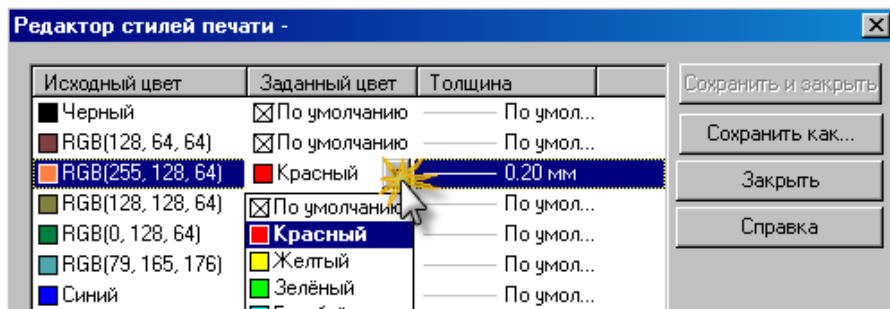 Редактор стилей печати -
Исходный цвет Заданный цвет Толщина
Сохранить и закрыть
Черный По умолчанию По умол...
RGB(128, 64, 64) По умолчанию По умол...
Сохранить как...
RGB(255, 128, 64) Красный 0.20 мм
Закрыть
RGB(128, 128, 64) По умолчанию По умол...
RGB(0, 128, 64) Красный По умол...
Справка
RGB(79, 165, 176) Желтый По умол...
Синий Зелёный По умол...